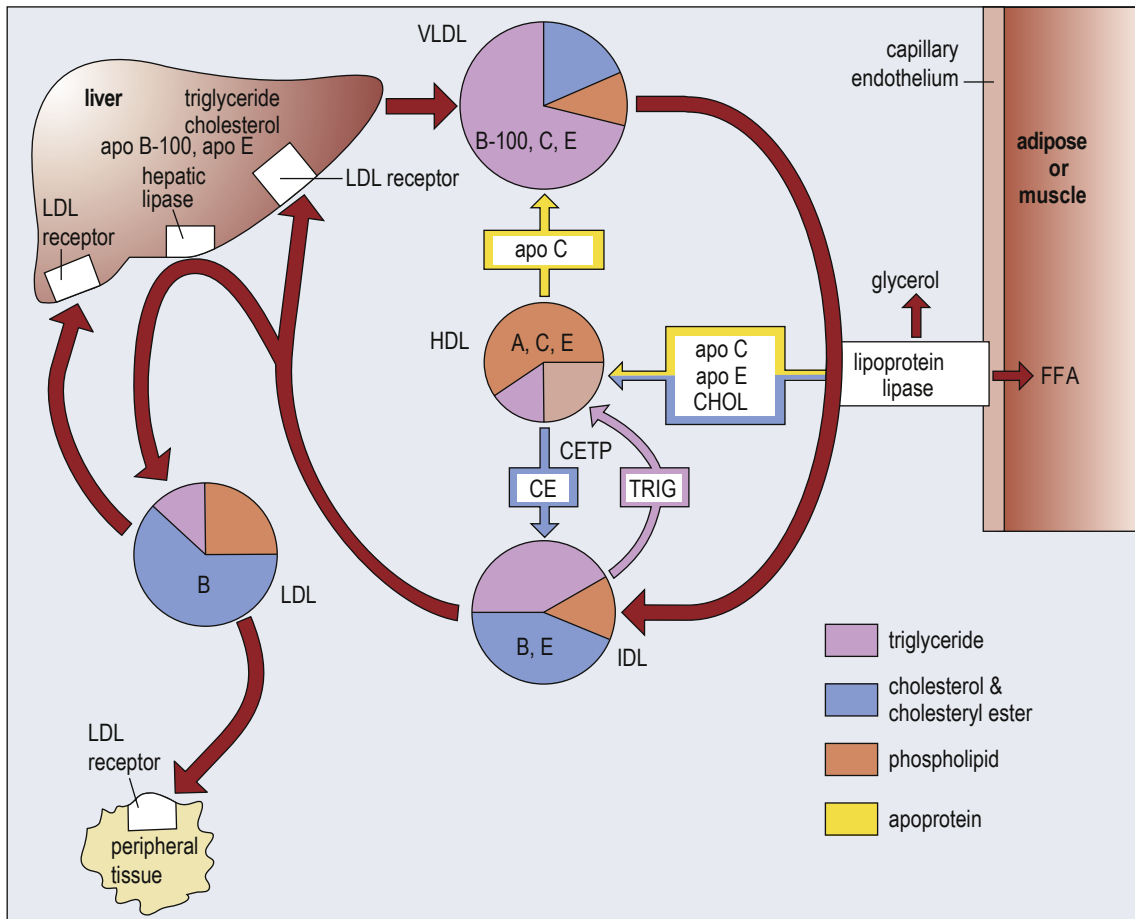 VLDL
B-100, C, E
capillary
endothelium
liver
triglyceride
cholesterol
apo B-100, apo E
hepatic
lipase
LDL receptor
LDL
receptor
adipose
or
muscle
apo C
HDL
A, C, E
apo C
apo E
CHOL
glycerol
lipoprotein
lipase
FFA
CETP
CE
TRIG
B
LDL
B, E
IDL
LDL
receptor
peripheral
tissue
triglyceride
cholesterol &
cholesteryl ester
phospholipid
apoprotein